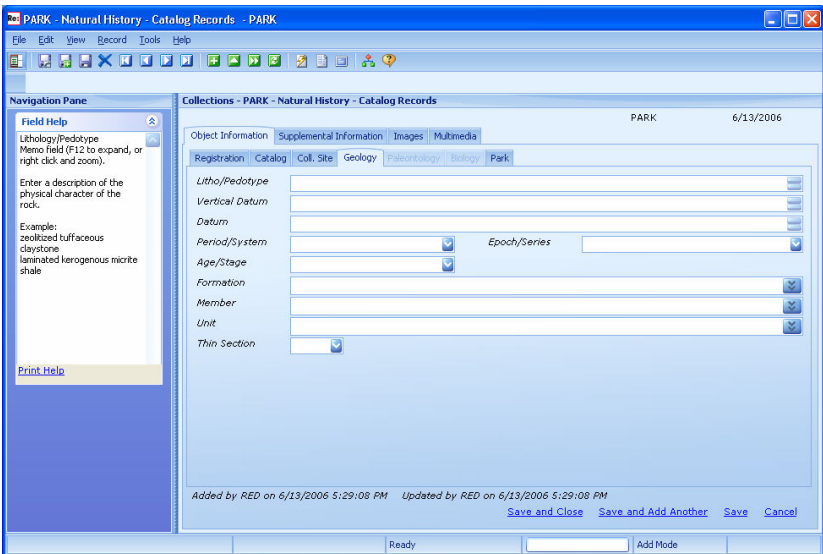 Re: PARK - Natural History - Catalog Records - PARK
File Edit View Record Tools Help
Navigation Pane
Collections - PARK - Natural History - Catalog Records
Field Help
Lithology/Pedotype
Memo field (F12 to expand, or
right click and zoom).
Enter a description of the
physical character of the
rock.
Example:
zeolitized tuffaceous
claystone
laminated kerogenous micrite
shale
Print Help
PARK 6/13/2006
Object Information Supplemental Information Images Multimedia
Registration Catalog Coll. Site Geology Paleontology Biology Park
Litho/Pedotype
Vertical Datum
Datum
Period/System Epoch/Series
Age/Stage
Formation
Member
Unit
Thin Section
Added by RED on 6/13/2006 5:29:08 PM Updated by RED on 6/13/2006 5:29:08 PM
Save and Close Save and Add Another Save Cancel
Ready Add Mode